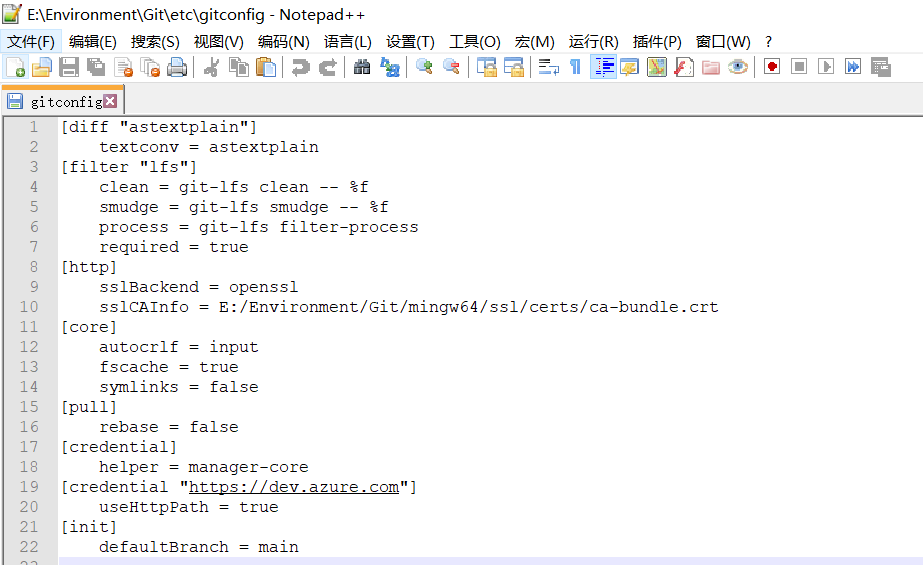 E:\Environment\Git\etc\gitconfig - Notepad++
文件(F) 编辑(E) 搜索(S) 视图(V) 编码(N) 语言(L) 设置(T) 工具(O) 宏(M) 运行(R) 插件(P) 窗口(W) ?
gitconfig
1 [diff "astextplain"]
2 textconv = astextplain
3 [filter "lfs"]
4 clean = git-lfs clean -- %f
5 smudge = git-lfs smudge -- %f
6 process = git-lfs filter-process
7 required = true
8 [http]
9 sslBackend = openssl
10 sslCAInfo = E:/Environment/Git/mingw64/ssl/certs/ca-bundle.crt
11 [core]
12 autocrlf = input
13 fscache = true
14 symlinks = false
15 [pull]
16 rebase = false
17 [credential]
18 helper = manager-core
19 [credential "https://dev.azure.com"]
20 useHttpPath = true
21 [init]
22 defaultBranch = main
23